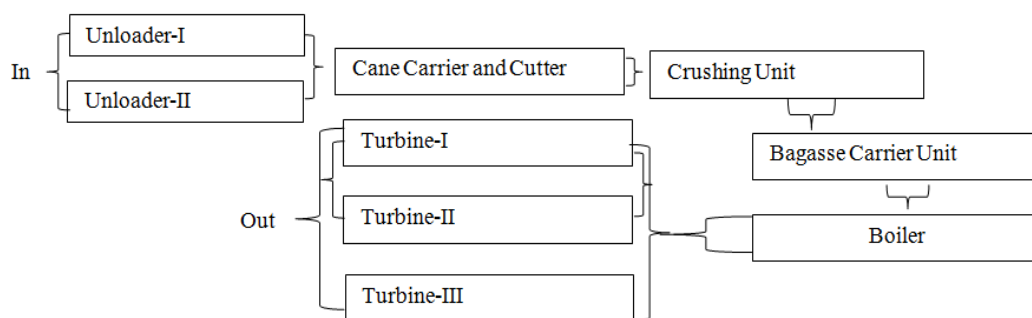 Unloader-I
In
Cane Carrier and Cutter
Crushing Unit
Unloader-II
Turbine-I
Bagasse Carrier Unit
Out
Turbine-II
Boiler
Turbine-III